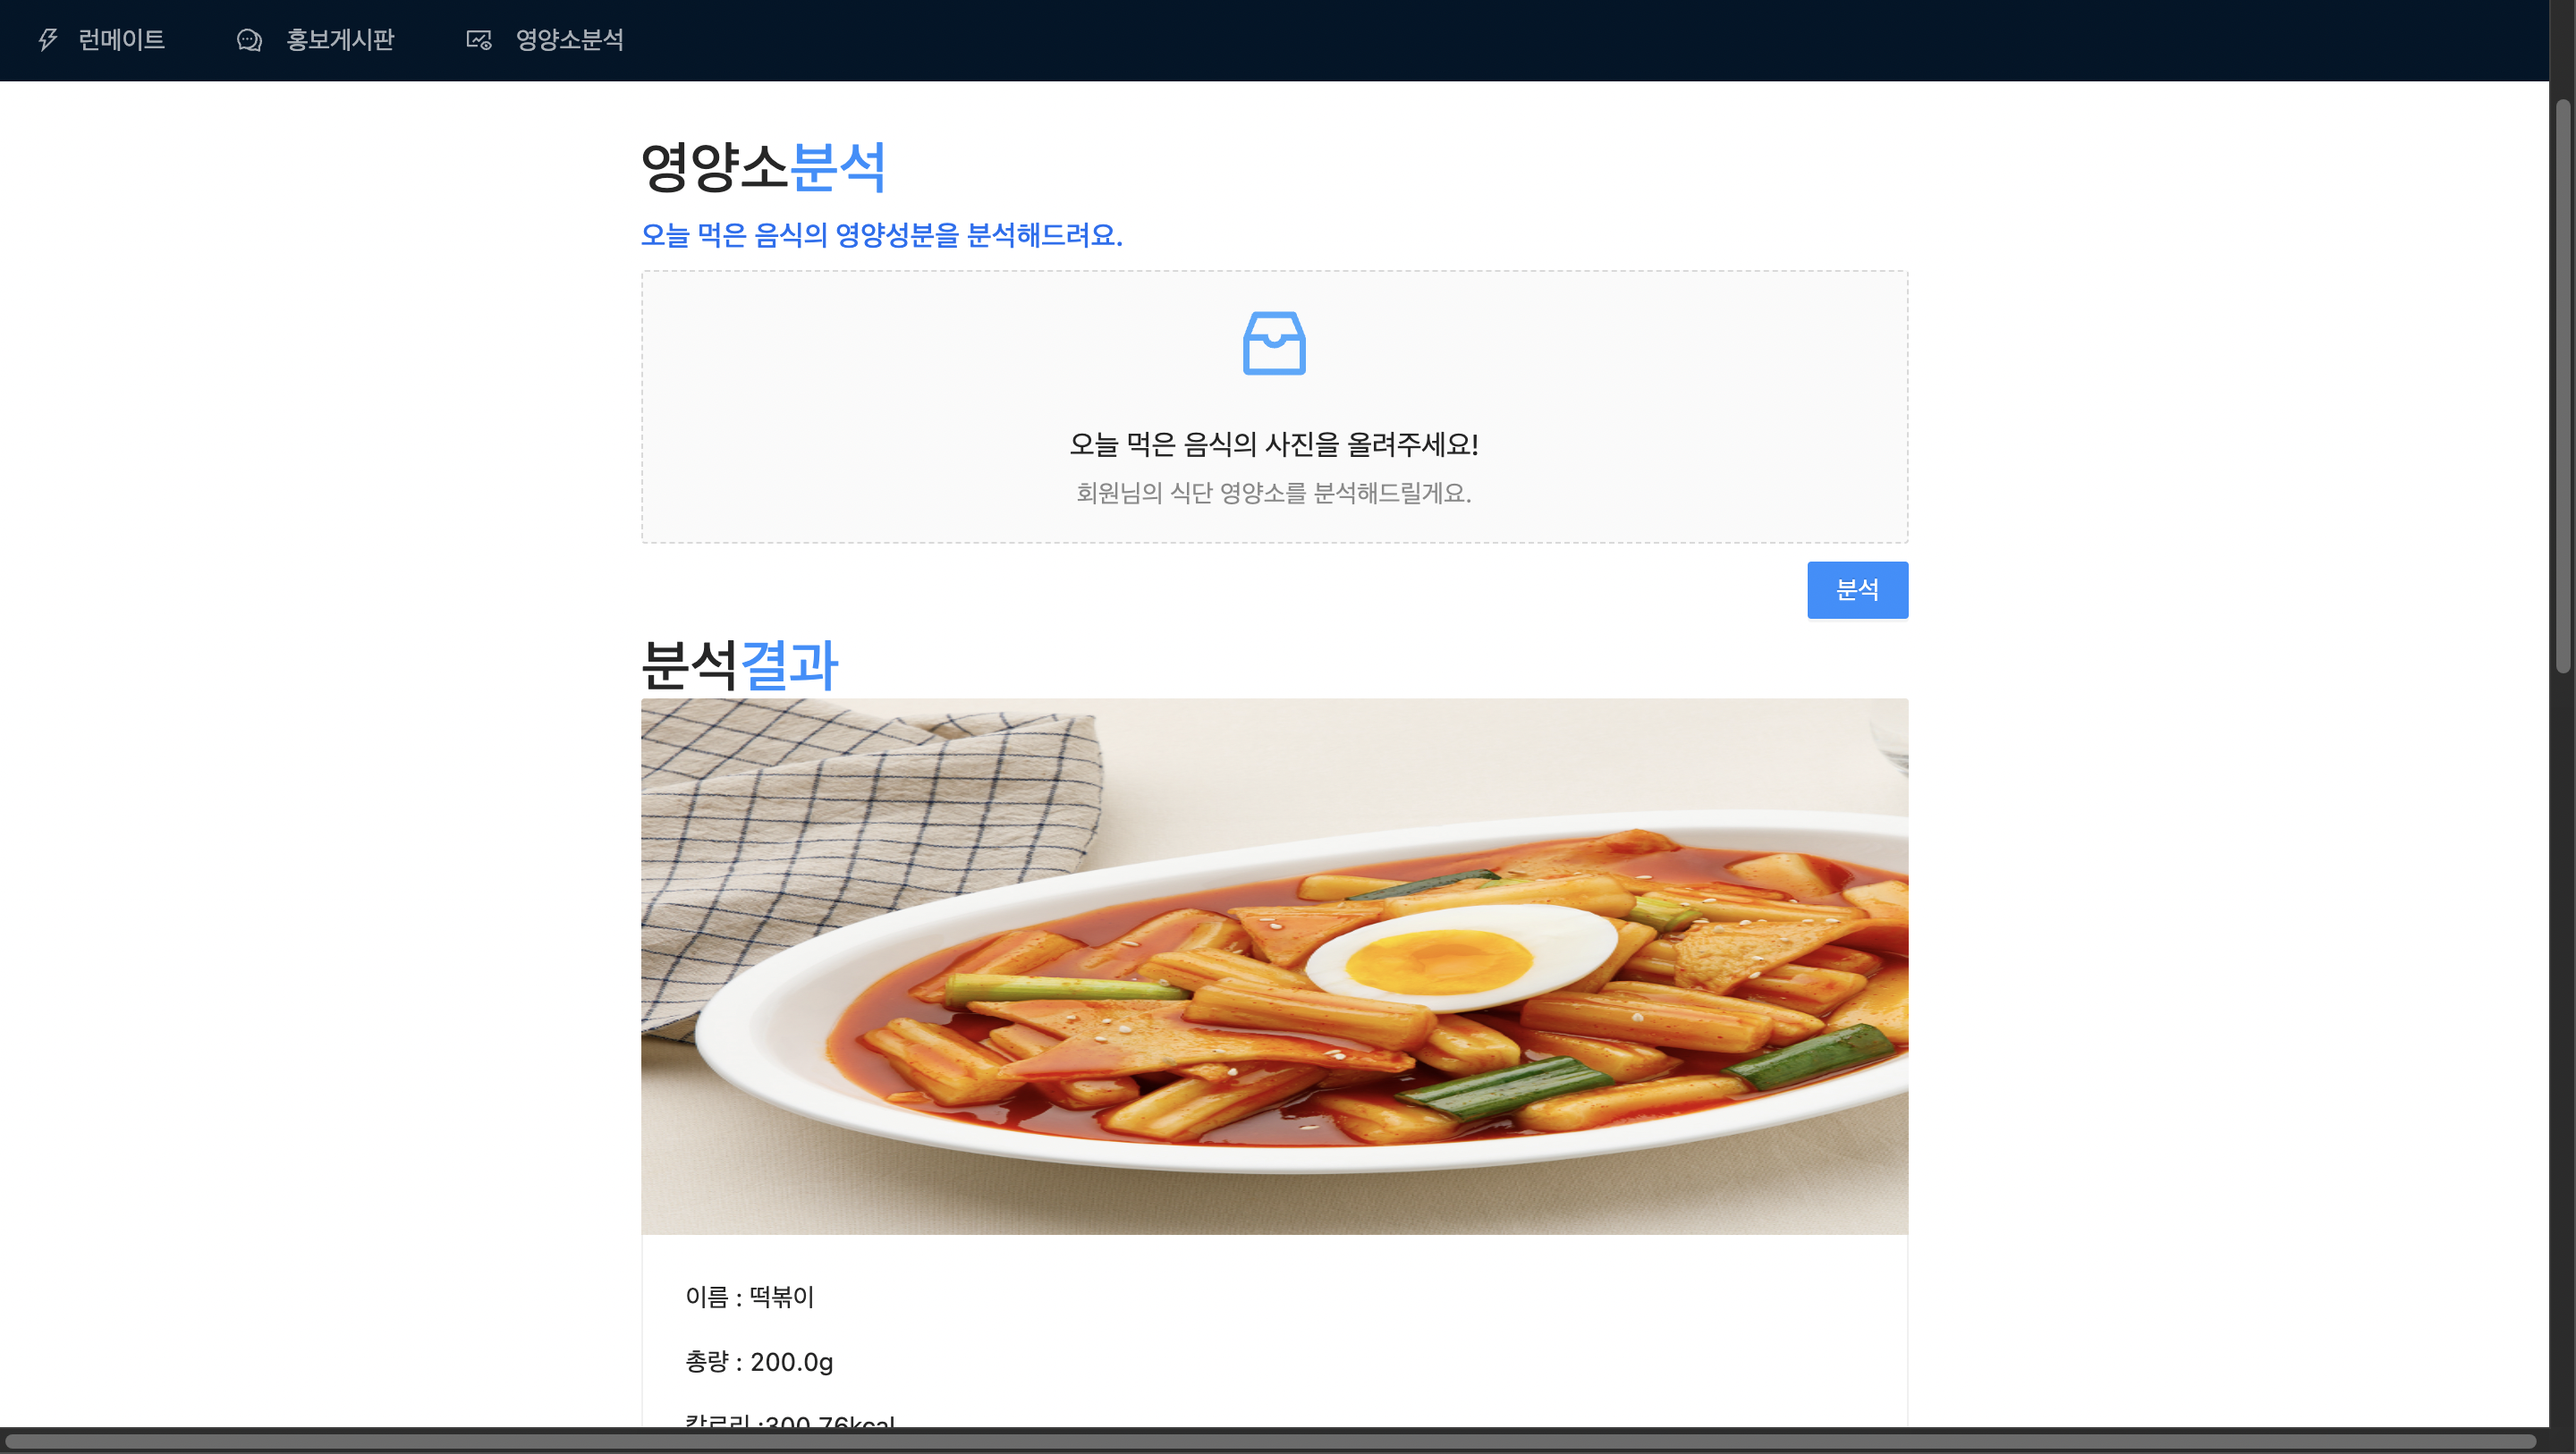 런메이트 홍보게시판 영양소분석
영양소분석
오늘 먹은 음식의 영양성분을 분석해드려요.
오늘 먹은 음식의 사진을 올려주세요!
회원님의 식단 영양소를 분석해드릴게요.
분석
분석결과
이름 : 떡볶이
총량 : 200.0g
칼로리 :300.76kcal